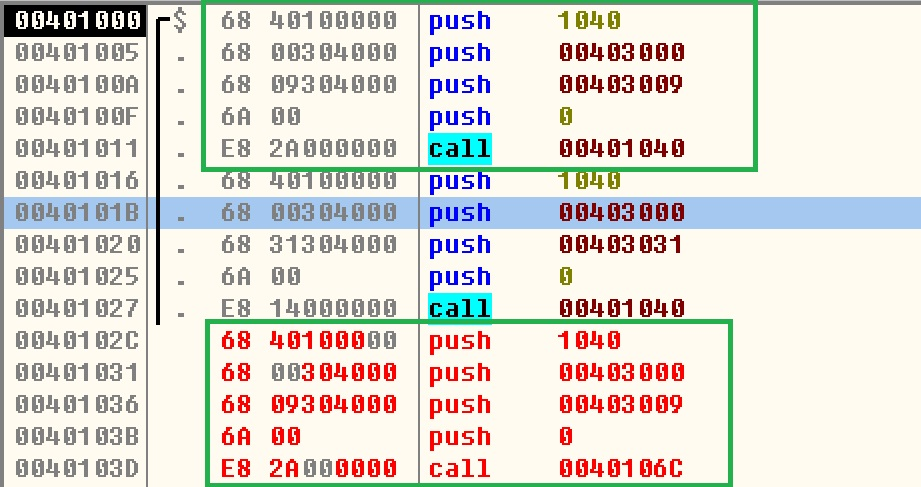 00401000 $ 68 40100000 push 1040
00401005 . 68 00304000 push 00403000
0040100A . 68 09304000 push 00403009
0040100F . 6A 00 push 0
00401011 . E8 2A000000 call 00401040
00401016 . 68 40100000 push 1040
0040101B . 68 00304000 push 00403000
00401020 . 68 31304000 push 00403031
00401025 . 6A 00 push 0
00401027 . E8 14000000 call 00401040
0040102C 68 40100000 push 1040
00401031 68 00304000 push 00403000
00401036 68 09304000 push 00403009
0040103B 6A 00 push 0
0040103D E8 2A000000 call 0040106C